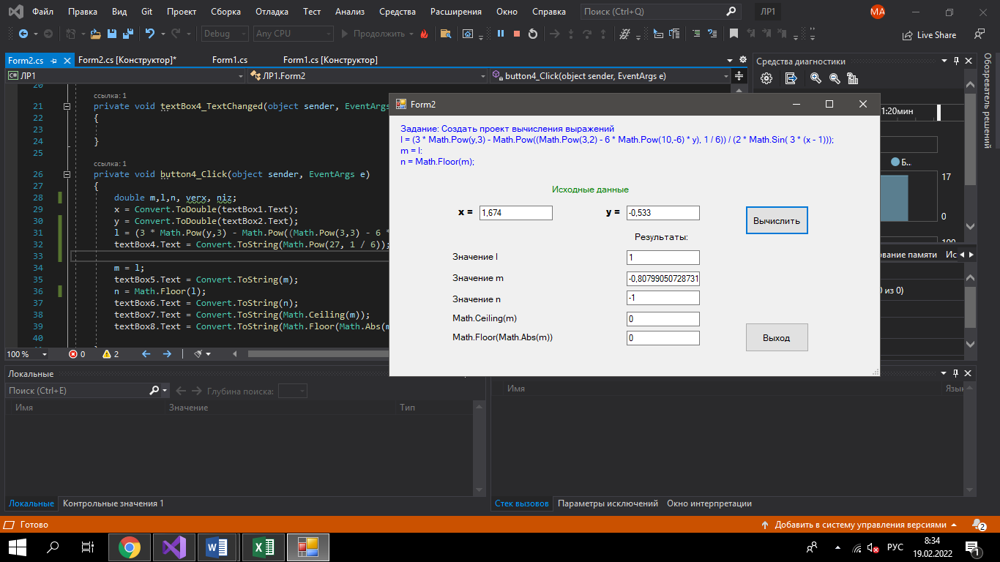 Файл Правка Вид Git Проект Сборка Отладка Тест Анализ Средства Расширения Окно Справка Поиск (Ctrl+Q) ЛР1 MA
Debug Any CPU Продолжить Live Share
Form2.cs Form2.cs [Конструктор]* Form1.cs Form1.cs [Конструктор]
Средства диагностики
Обозреватель решений
ЛР1 ЛР1.Form2 button4_Click(object sender, EventArgs e)
20
ссылка: 1
21 private void textBox4_TextChanged(object sender, EventArgs
22 {
23
24 }
25
ссылка: 1
26 private void button4_Click(object sender, EventArgs e)
27 {
28 double m,l,n, verx, niz;
29 x = Convert.ToDouble(textBox1.Text);
30 y = Convert.ToDouble(textBox2.Text);
31 l = (3 * Math.Pow(y,3) - Math.Pow((Math.Pow(3,3) - 6 *
32 textBox4.Text = Convert.ToString(Math.Pow(27, 1 / 6));
33
34 m = l;
35 textBox5.Text = Convert.ToString(m);
36 n = Math.Floor(l);
37 textBox6.Text = Convert.ToString(n);
38 textBox7.Text = Convert.ToString(Math.Ceiling(m));
39 textBox8.Text = Convert.ToString(Math.Floor(Math.Abs(m
40
Form2
Задание: Создать проект вычисления выражений
l = (3 * Math.Pow(y,3) - Math.Pow((Math.Pow(3,2) - 6 * Math.Pow(10,-6) * y), 1 / 6)) / (2 * Math.Sin( 3 * (x - 1)));
m = l:
n = Math.Floor(m);
Исходные данные
x = 1,674 y = -0,533 Вычислить
Результаты:
Значение l 1
Значение m -0,80799050728731
Значение n -1
Math.Ceiling(m) 0
Math.Floor(Math.Abs(m)) 0
Выход
1:20мин
Б...
17
0
100
ование памяти Ис
0 из 0)
100 % 0 2
Локальные
Поиск (Ctrl+E) Глубина поиска:
Имя Значение Тип
Имя Язык
Локальные Контрольные значения 1
Стек вызовов Параметры исключений Окно интерпретации
Готово Добавить в систему управления версиями 2
РУС 8:34
19.02.2022 1